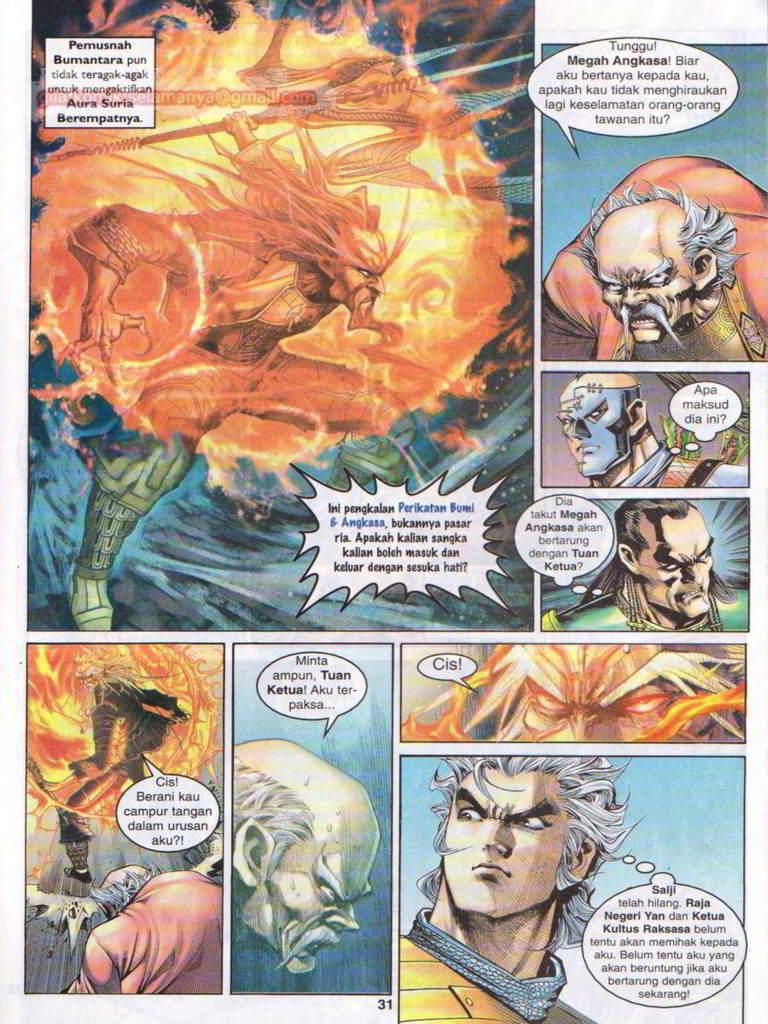 Pemusnah
Bumantara pun
tidak teragak-agak
untuk mengaktifkan
Aura Suria
Berempatnya.
Tunggu!
Megah Angkasa! Biar
aku bertanya kepada kau,
apakah kau tidak menghiraukan
lagi keselamatan orang-orang
tawanan itu?
Apa
maksud
dia ini?
Ini pengkalan Perikatan Bumi
& Angkasa, bukannya pasar
ria. Apakah kalian sangka
kalian boleh masuk dan
keluar dengan sesuka hati?
Dia
takut Megah
Angkasa akan
bertarung
dengan Tuan
Ketua?
Cis!
Berani kau
campur tangan
dalam urusan
aku?!
Minta
ampun, Tuan
Ketua! Aku ter-
paksa...
Cis!
Salji
telah hilang. Raja
Negeri Yan dan Ketua
Kultus Raksasa belum
tentu akan memihak kepada
aku. Belum tentu aku yang
akan beruntung jika aku
bertarung dengan dia
sekarang!
31